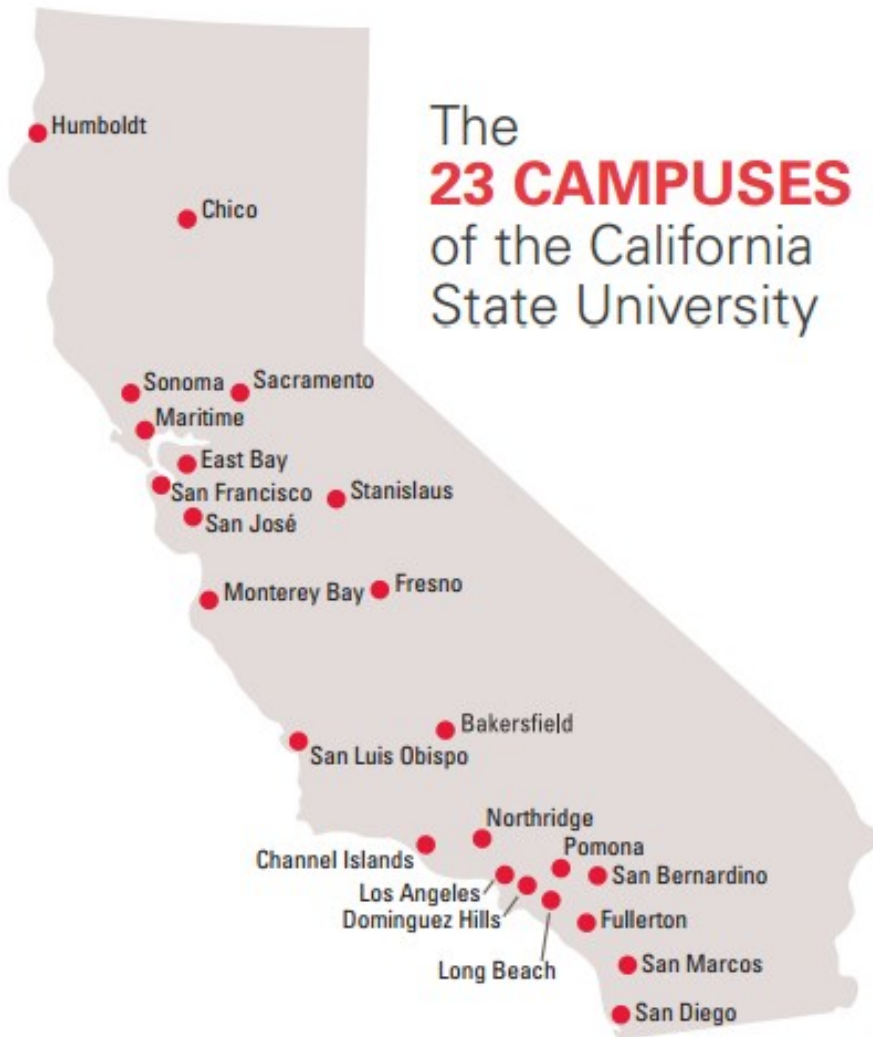 The
23 CAMPUSES
of the California
State University
Humboldt
Chico
Sonoma
Sacramento
Maritime
East Bay
San Francisco
Stanislaus
San José
Monterey Bay
Fresno
Bakersfield
San Luis Obispo
Northridge
Channel Islands
Pomona
Los Angeles
San Bernardino
Dominguez Hills
Fullerton
Long Beach
San Marcos
San Diego